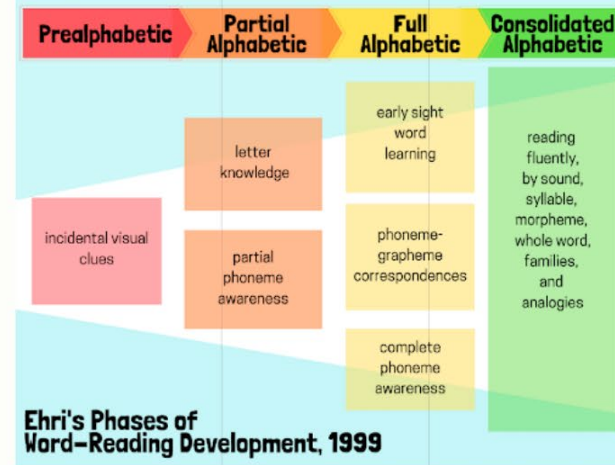 Prealphabetic
Partial
Alphabetic
Full
Alphabetic
Consolidated
Alphabetic
incidental visual
clues
letter
knowledge
partial
phoneme
awareness
early sight
word
learning
phoneme-
grapheme
correspondences
complete
phoneme
awareness
reading
fluently,
by sound,
syllable,
morpheme,
whole word,
families,
and
analogies
Ehri's Phases of
Word-Reading Development, 1999